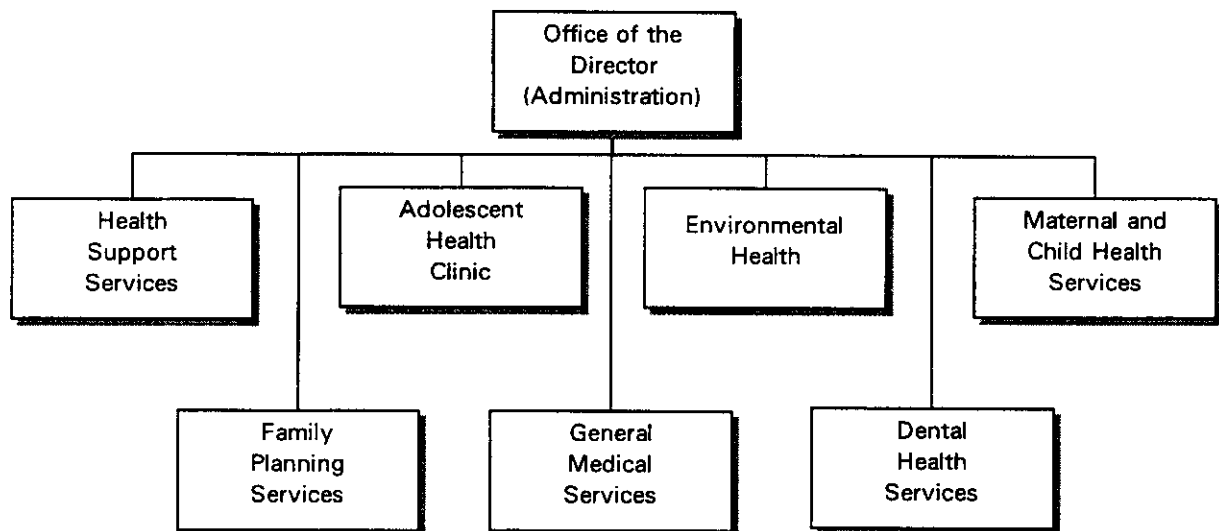 Office of the
Director
(Administration)
Health
Support
Services
Adolescent
Health
Clinic
Environmental
Health
Maternal and
Child Health
Services
Family
Planning
Services
General
Medical
Services
Dental
Health
Services